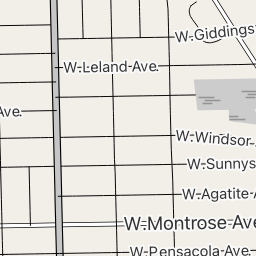 W-Giddings
W-Leland-Ave.
Ave.
W-Windsor-
W-Sunnys
W-Agatite-
W-Montrose-Ave
W-Pensacola-Ave.